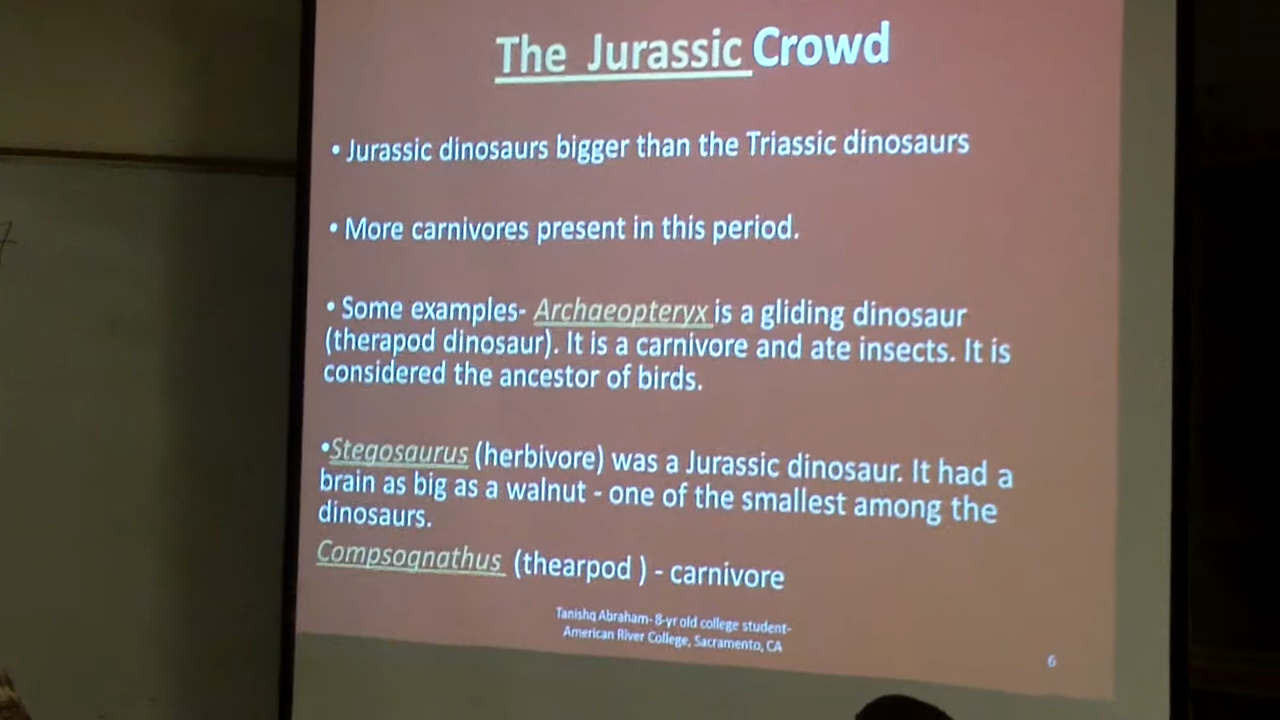 The Jurassic Crowd
• Jurassic dinosaurs bigger than the Triassic dinosaurs
• More carnivores present in this period.
• Some examples- Archaeopteryx is a gliding dinosaur
(therapod dinosaur). It is a carnivore and ate insects. It is
considered the ancestor of birds.
•Stegosaurus (herbivore) was a Jurassic dinosaur. It had a
brain as big as a walnut - one of the smallest among the
dinosaurs.
Compsognathus (thearpod ) - carnivore
Tanishq Abraham- 8-yr old college student-
American River College, Sacramento, CA
6